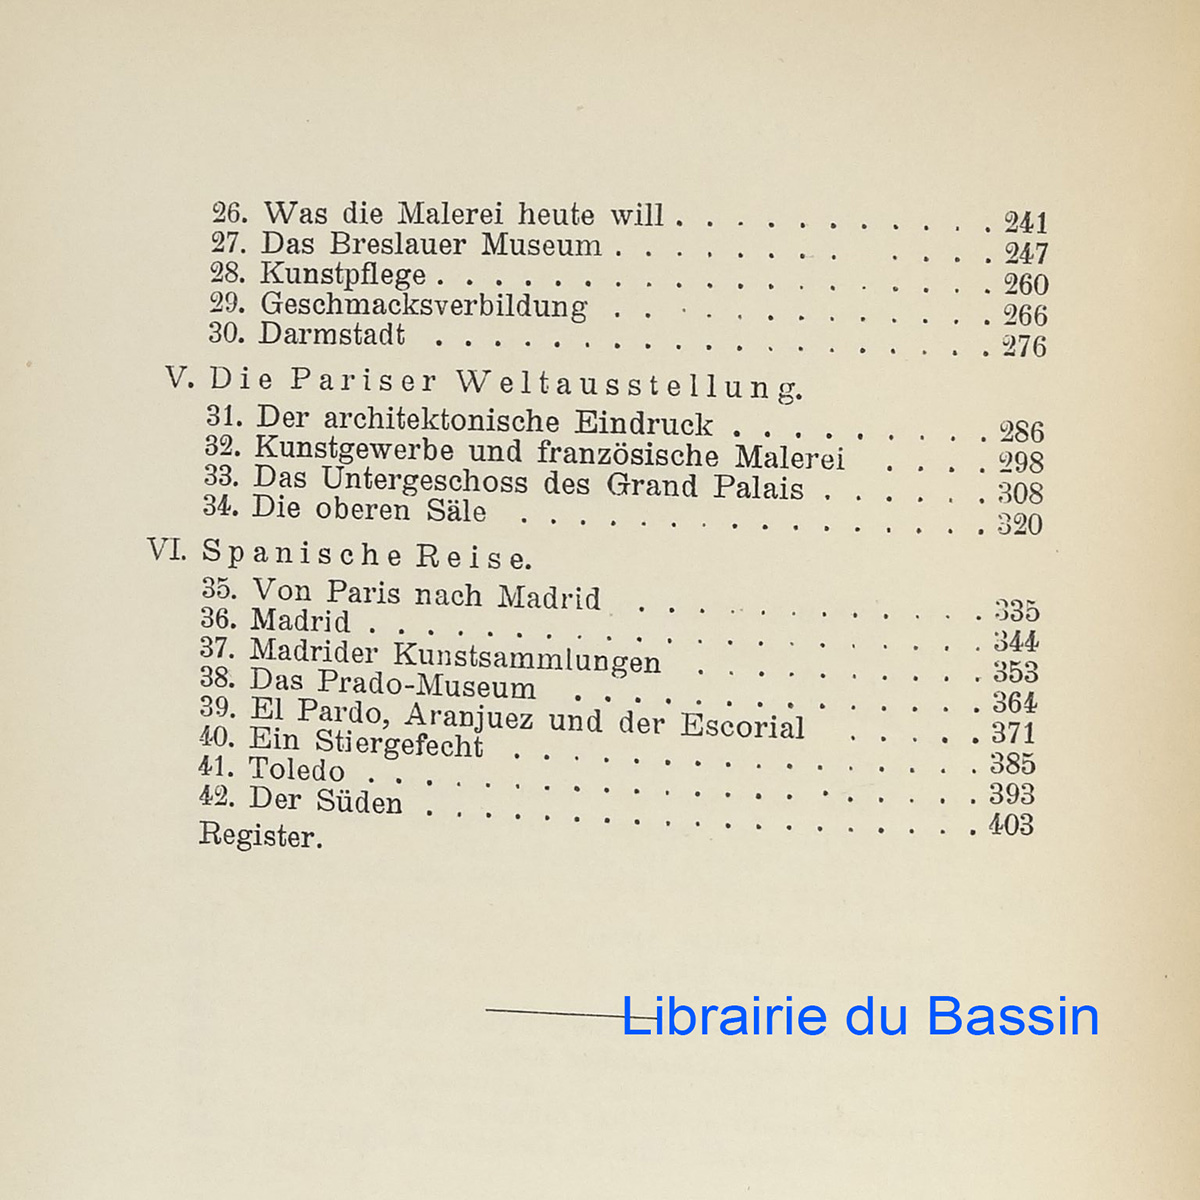 26. Was die Malerei heute will . . . . . . . . . . . 241
27. Das Breslauer Museum . . . . . . . . . . . . 247
28. Kunstpflege . . . . . . . . . . . . . . . . . . . 260
29. Geschmacksverbildung . . . . . . . . . . . . . 266
30. Darmstadt . . . . . . . . . . . . . . . . . . . 276
V. Die Pariser Weltausstellung.
31. Der architektonische Eindruck . . . . . . . . . 286
32. Kunstgewerbe und französische Malerei . . . . 298
33. Das Untergeschoss des Grand Palais . . . . . . 308
34. Die oberen Säle . . . . . . . . . . . . . . . . 320
VI. Spanische Reise.
35. Von Paris nach Madrid . . . . . . . . . . . . 335
36. Madrid . . . . . . . . . . . . . . . . . . . . . 344
37. Madrider Kunstsammlungen . . . . . . . . . . 353
38. Das Prado-Museum . . . . . . . . . . . . . . 364
39. El Pardo, Aranjuez und der Escorial . . . . . 371
40. Ein Stiergefecht . . . . . . . . . . . . . . . . 385
41. Toledo . . . . . . . . . . . . . . . . . . . . . 393
42. Der Süden . . . . . . . . . . . . . . . . . . . 403
Register.
Librairie du Bassin